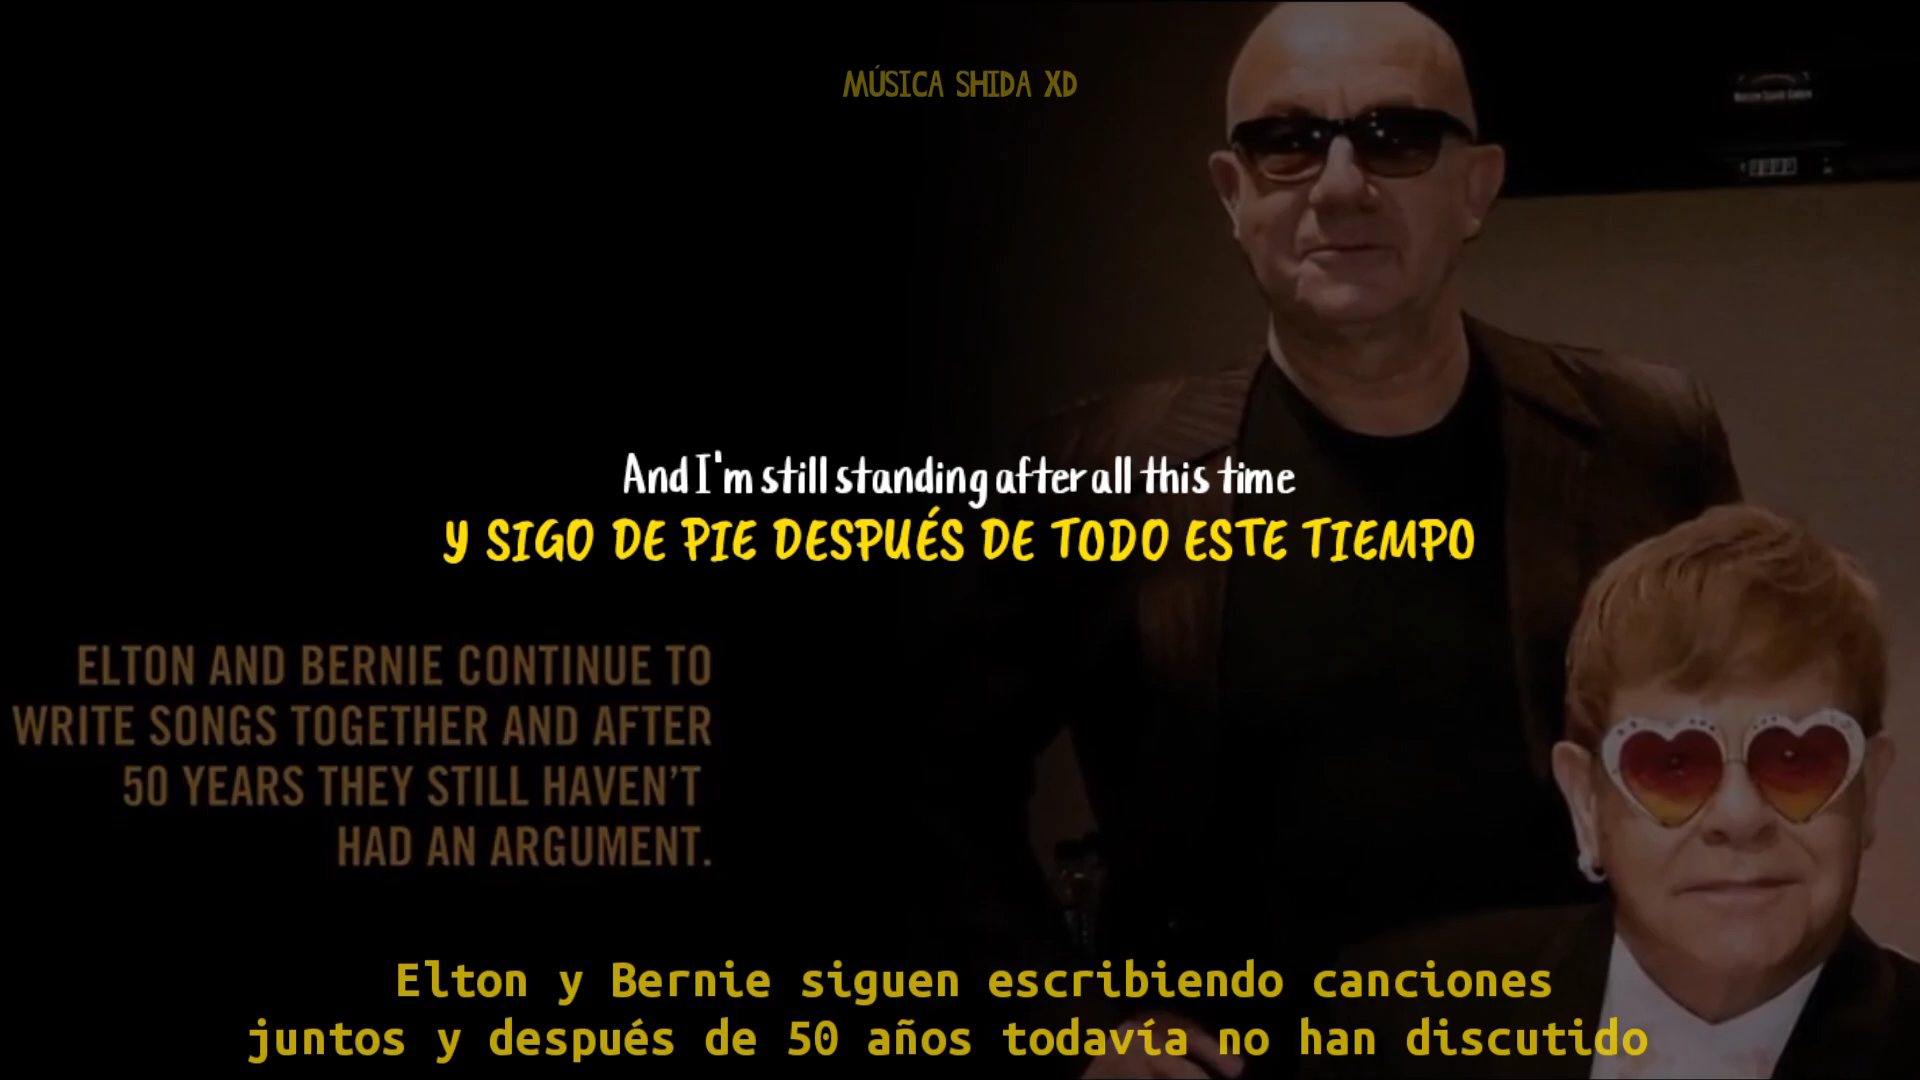 MÚSICA SHIDA XD
And I'm still standing after all this time
Y SIGO DE PIE DESPUÉS DE TODO ESTE TIEMPO
ELTON AND BERNIE CONTINUE TO
WRITE SONGS TOGETHER AND AFTER
50 YEARS THEY STILL HAVEN'T
HAD AN ARGUMENT.
Elton y Bernie siguen escribiendo canciones
juntos y después de 50 años todavía no han discutido